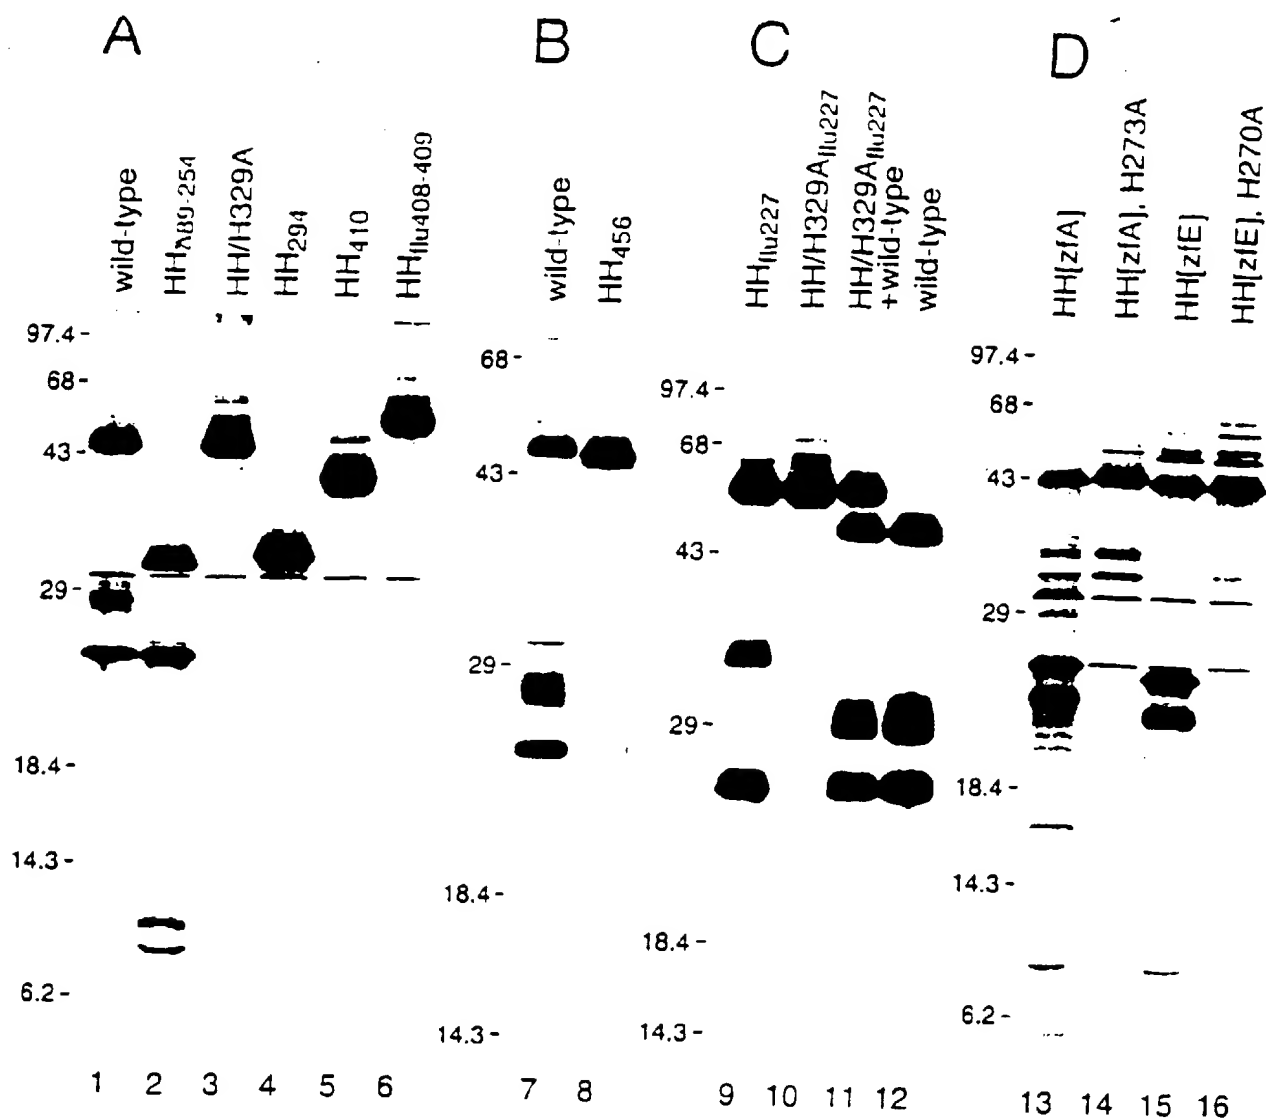 A
B
C
D
wild-type
HHΔ89-254
HH/H329A
HH294
HH410
HHflu408-409
wild-type
HH456
HHflu227
HH/H329Aflu227
HH/H329Aflu227
+wild-type
wild-type
HH[zfA]
HH[zfA], H273A
HH[zfE]
HH[zfE], H270A
97.4-
68-
43-
29-
18.4-
14.3-
6.2-
68-
43-
29-
18.4-
14.3-
97.4-
68-
43-
29-
18.4-
14.3-
97.4-
68-
43-
29-
18.4-
14.3-
6.2-
1 2 3 4 5 6
7 8
9 10 11 12
13 14 15 16